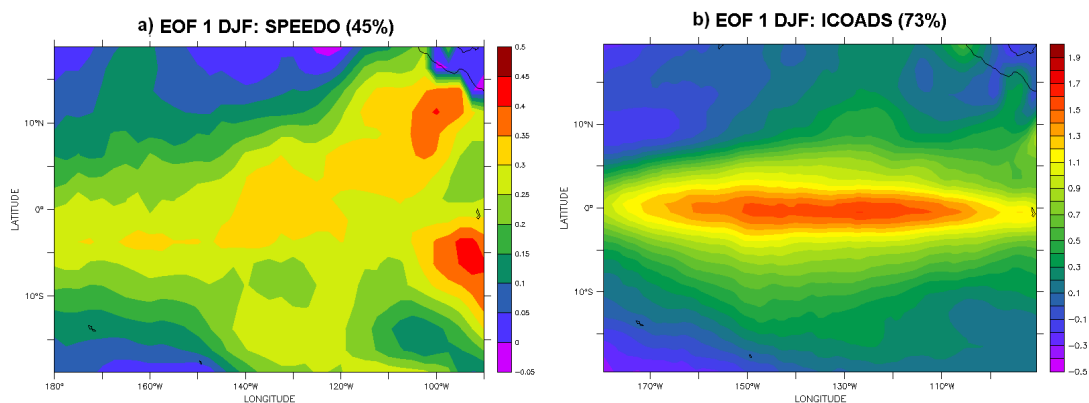 a) EOF 1 DJF: SPEEDO (45%)
10°N
0°
10°S
LATITUDE
180°
160°W
140°W
120°W
100°W
LONGITUDE
0.5
0.45
0.4
0.35
0.3
0.25
0.2
0.15
0.1
0.05
0
-0.05
b) EOF 1 DJF: ICOADS (73%)
10°N
0°
10°S
LATITUDE
170°W
150°W
130°W
110°W
LONGITUDE
1.9
1.7
1.5
1.3
1.1
0.9
0.7
0.5
0.3
0.1
-0.1
-0.3
-0.5